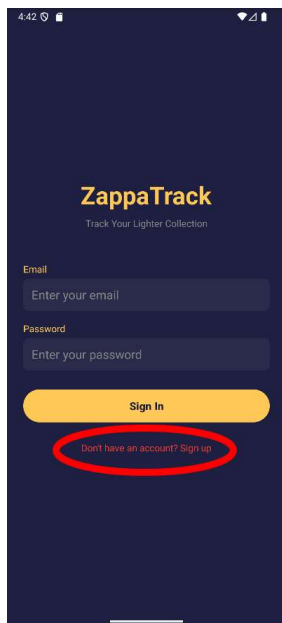 4:42
ZappaTrack
Track Your Lighter Collection
Email
Enter your email
Password
Enter your password
Sign In
Don't have an account? Sign up